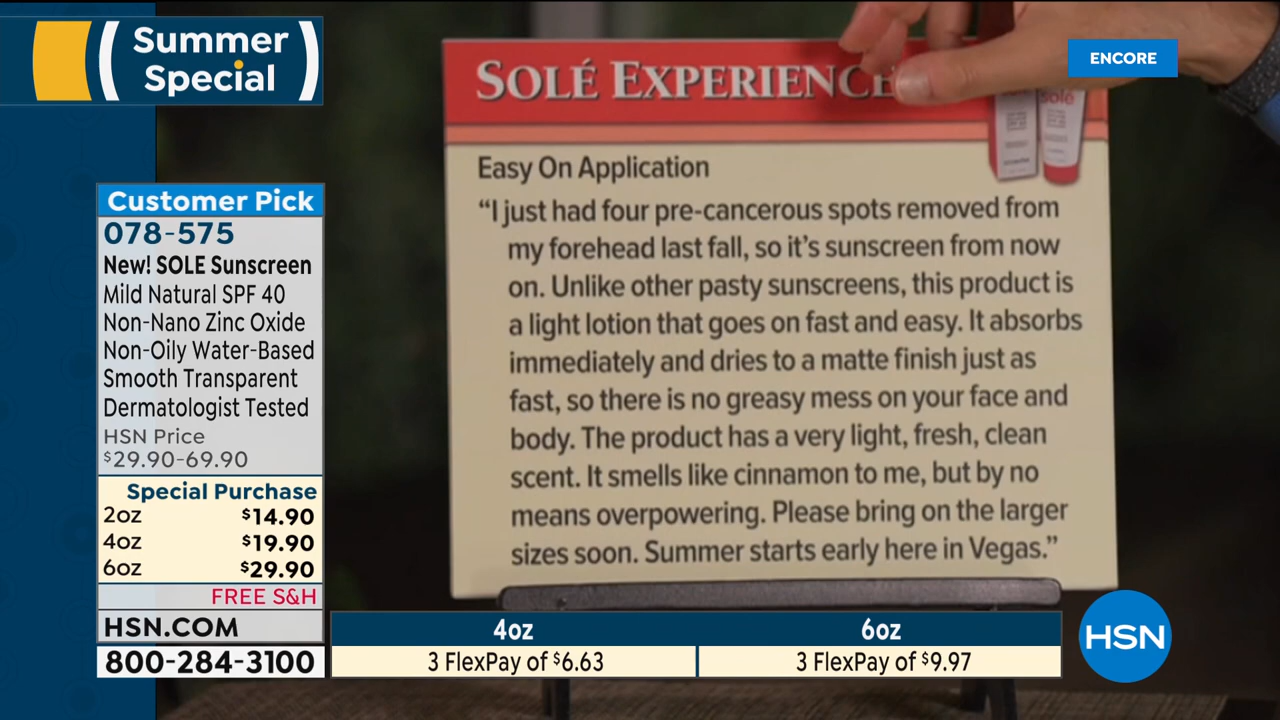 Summer
Special
ENCORE
SOLÉ EXPERIENCE
solé
Easy On Application
“I just had four pre-cancerous spots removed from
my forehead last fall, so it’s sunscreen from now
on. Unlike other pasty sunscreens, this product is
a light lotion that goes on fast and easy. It absorbs
immediately and dries to a matte finish just as
fast, so there is no greasy mess on your face and
body. The product has a very light, fresh, clean
scent. It smells like cinnamon to me, but by no
means overpowering. Please bring on the larger
sizes soon. Summer starts early here in Vegas.”
Customer Pick
078-575
New! SOLE Sunscreen
Mild Natural SPF 40
Non-Nano Zinc Oxide
Non-Oily Water-Based
Smooth Transparent
Dermatologist Tested
HSN Price
$29.90-69.90
Special Purchase
2oz $14.90
4oz $19.90
6oz $29.90
FREE S&H
HSN.COM
800-284-3100
4oz 6oz
3 FlexPay of $6.63 3 FlexPay of $9.97
HSN